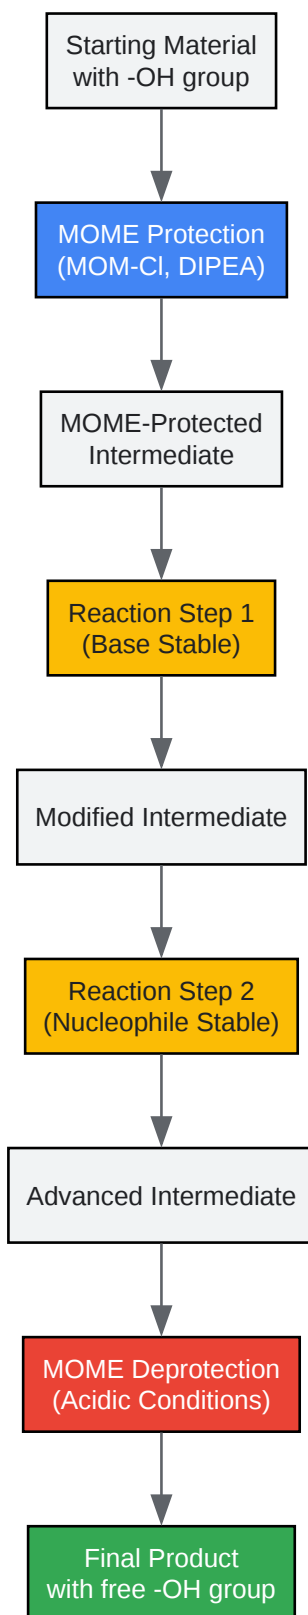 Starting Material
with -OH group
MOME Protection
(MOM-Cl, DIPEA)
MOME-Protected
Intermediate
Reaction Step 1
(Base Stable)
Modified Intermediate
Reaction Step 2
(Nucleophile Stable)
Advanced Intermediate
MOME Deprotection
(Acidic Conditions)
Final Product
with free -OH group